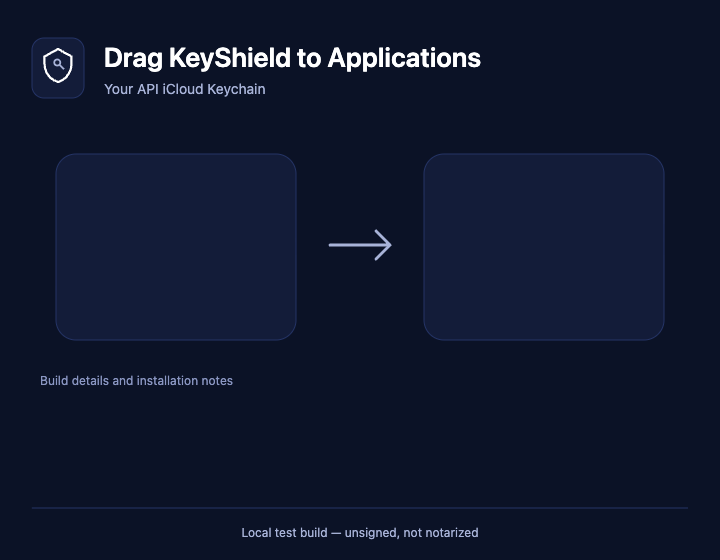 Drag KeyShield to Applications
Your API iCloud Keychain
Build details and installation notes
Local test build — unsigned, not notarized